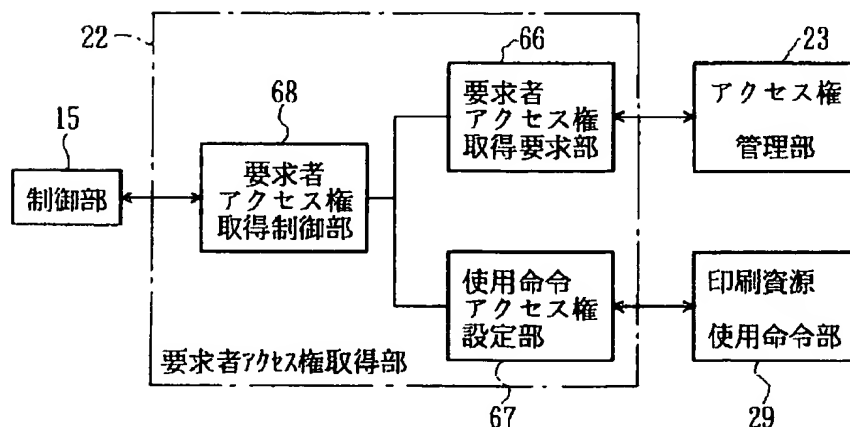 22
66
23
要求者
アクセス権
取得要求部
アクセス権
管理部
68
15
要求者
アクセス権
取得制御部
制御部
使用命令
アクセス権
設定部
印刷資源
使用命令部
要求者アクセス権取得部
67
29